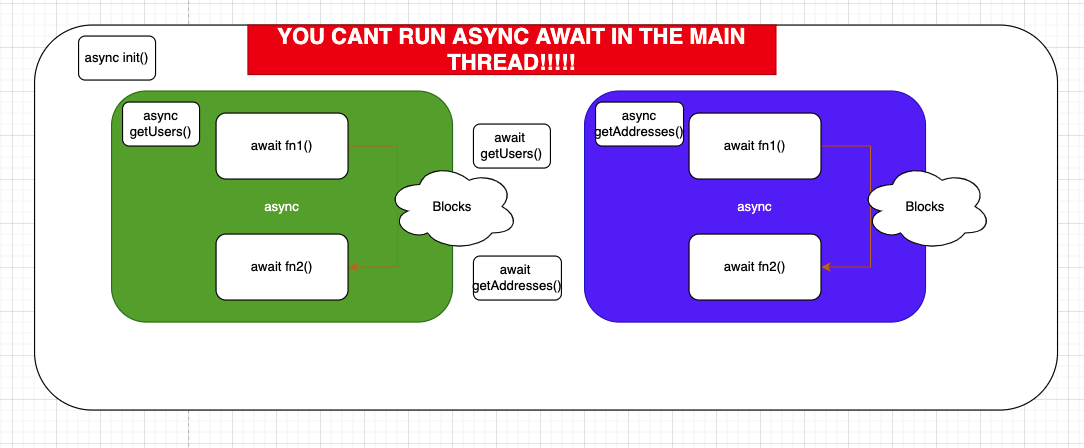 YOU CANT RUN ASYNC AWAIT IN THE MAIN
THREAD!!!!!
async init()
async
getUsers()
await fn1()
async
await fn2()
Blocks
await
getUsers()
await
getAddresses()
async
getAddresses()
await fn1()
async
await fn2()
Blocks